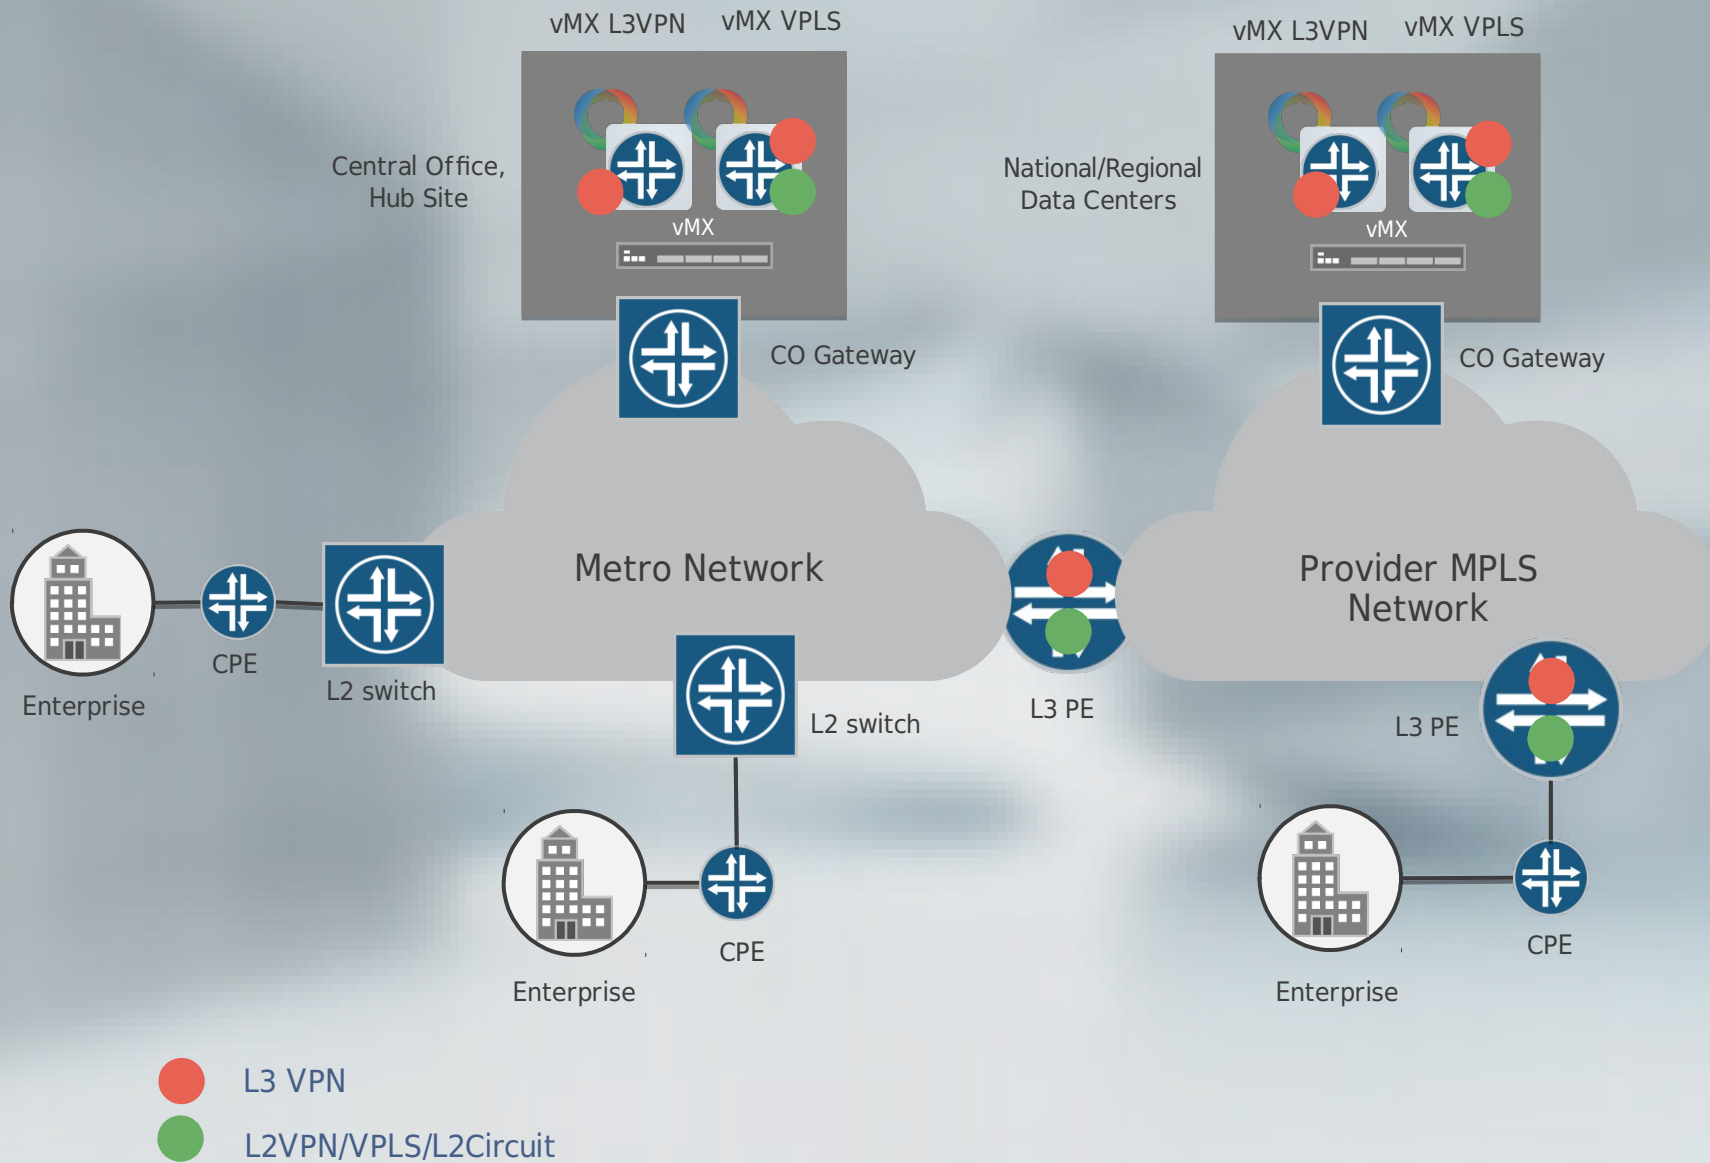 vMX L3VPN
vMX VPLS
vMX L3VPN
vMX VPLS
Central Office,
Hub Site
National/Regional
Data Centers
vMX
vMX
CO Gateway
CO Gateway
Metro Network
Provider MPLS
Network
CPE
L2 switch
Enterprise
L2 switch
L3 PE
L3 PE
CPE
CPE
Enterprise
Enterprise
L3 VPN
L2VPN/VPLS/L2Circuit